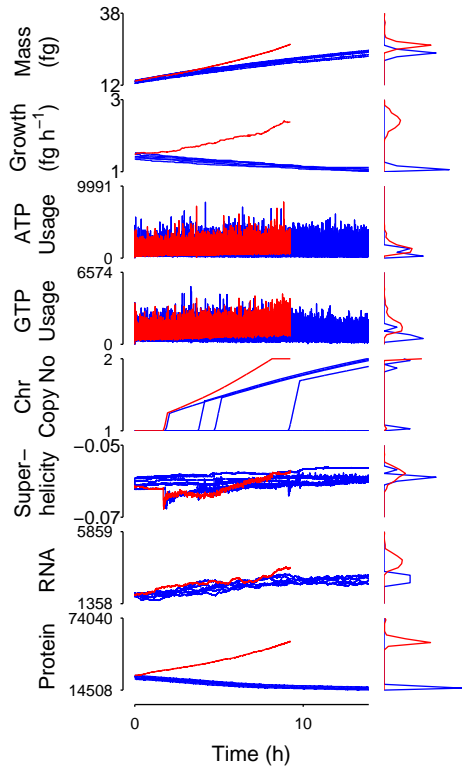 38
Mass
(fg)
12
3
Growth
(fg h⁻¹)
1
9991
ATP
Usage
0
6574
GTP
Usage
0
2
Chr
Copy No
1
−0.05
Super−
helicity
−0.07
5859
RNA
1358
74040
Protein
14508
0 10
Time (h)